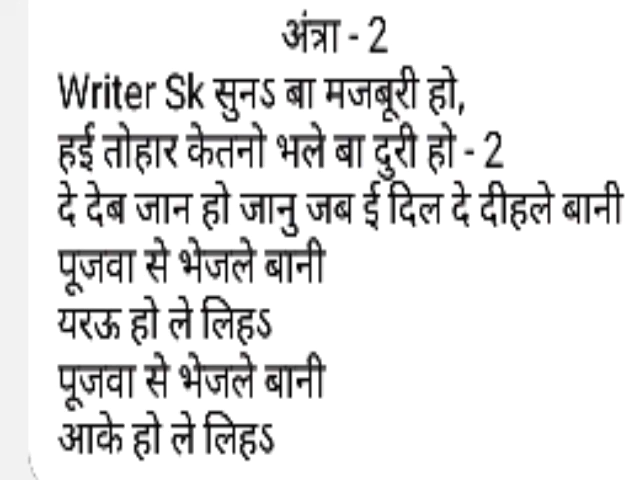 अंत्रा - 2
Writer Sk सुनऽ बा मजबूरी हो,
हई तोहार केतनो भले बा दुरी हो - 2
दे देब जान हो जानु जब ई दिल दे दीहले बानी
पूजवा से भेजले बानी
यरऊ हो ले लिहऽ
पूजवा से भेजले बानी
आके हो ले लिहऽ